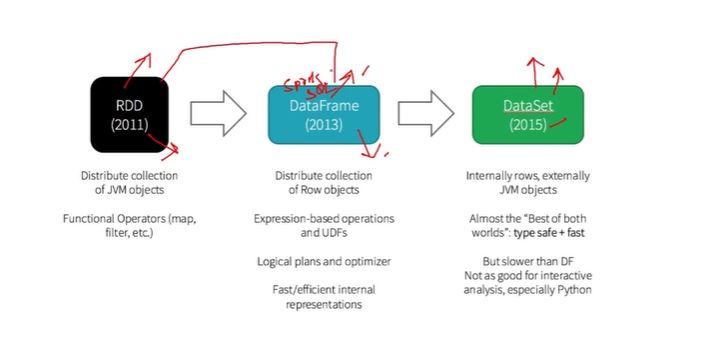 RDD
(2011)
Spark
SQL
DataFrame
(2013)
DataSet
(2015)
Distribute collection
of JVM objects
Functional Operators (map,
filter, etc.)
Distribute collection
of Row objects
Expression-based operations
and UDFs
Logical plans and optimizer
Fast/efficient internal
representations
Internally rows, externally
JVM objects
Almost the “Best of both
worlds”: type safe + fast
But slower than DF
Not as good for interactive
analysis, especially Python